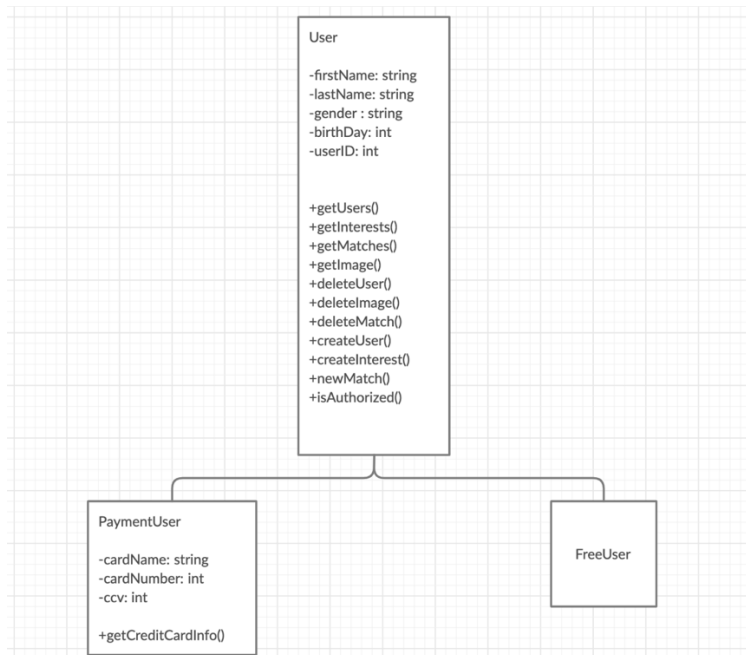 User
-firstName: string
-lastName: string
-gender : string
-birthDay: int
-userID: int
+getUsers()
+getInterests()
+getMatches()
+getImage()
+deleteUser()
+deleteImage()
+deleteMatch()
+createUser()
+createInterest()
+newMatch()
+isAuthorized()
PaymentUser
-cardName: string
-cardNumber: int
-ccv: int
+getCreditCardInfo()
FreeUser